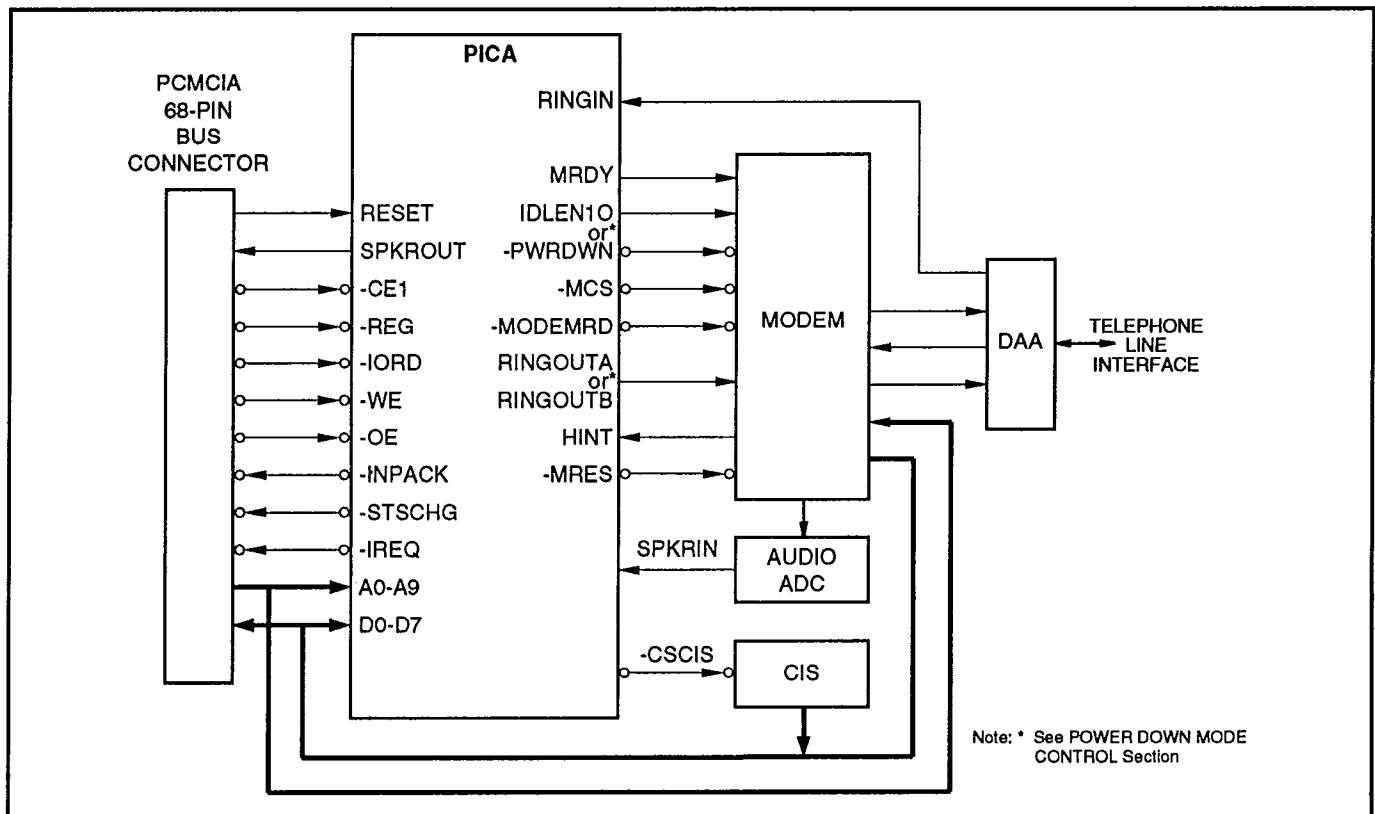 PICA
PCMCIA
68-PIN
BUS
CONNECTOR
RINGIN
MRDY
RESET
IDLEN1O
or*
SPKROUT
-PWRDWN
-CE1
-MCS
-REG
-MODEMRD
-IORD
RINGOUTA
or*
-WE
RINGOUTB
-OE
HINT
-INPACK
-MRES
-STSCHG
-IREQ
A0-A9
D0-D7
MODEM
DAA
TELEPHONE
LINE
INTERFACE
SPKRIN
AUDIO
ADC
-CSCIS
CIS
Note: * See POWER DOWN MODE
CONTROL Section